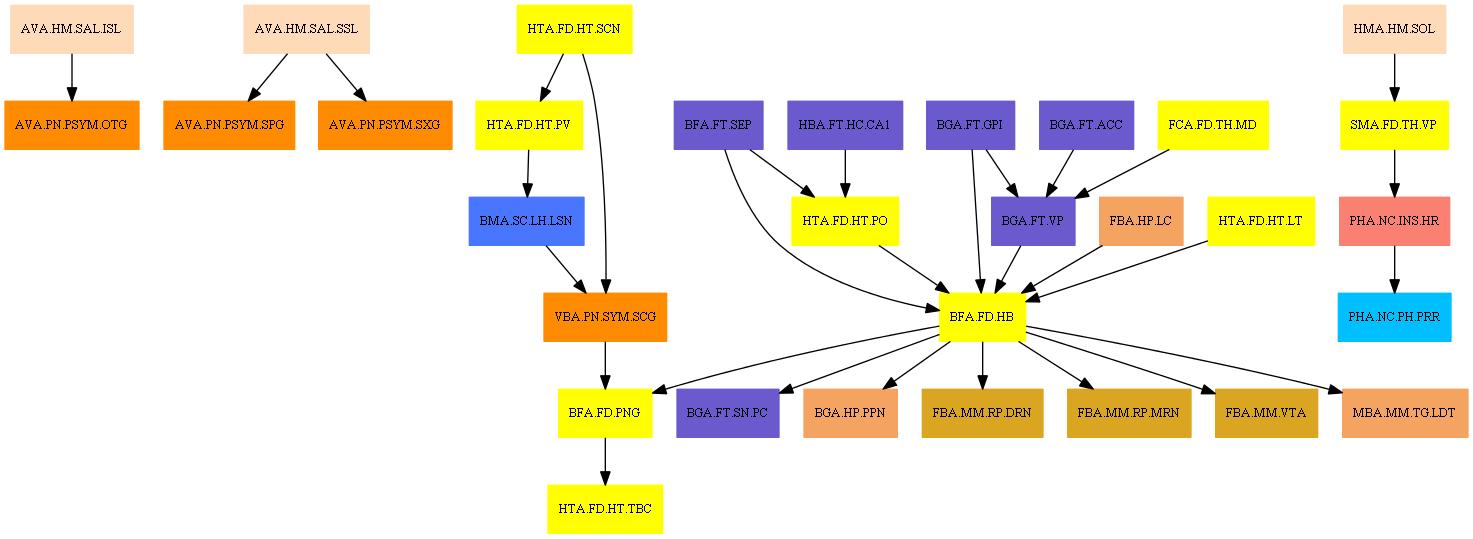 AVA.HM.SAL.ISL
AVA.HM.SAL.SSL
HTA.FD.HT.SCN
HMA.HM.SOL
AVA.PN.PSYM.OTG
AVA.PN.PSYM.SPG
AVA.PN.PSYM.SXG
HTA.FD.HT.PV
BFA.FT.SEP
HBA.FT.HC.CA1
BGA.FT.GPI
BGA.FT.ACC
FCA.FD.TH.MD
SMA.FD.TH.VP
BMA.SC.LH.LSN
HTA.FD.HT.PO
BGA.FT.VP
FBA.HP.LC
HTA.FD.HT.LT
PHA.NC.INS.HR
VBA.PN.SYM.SCG
BFA.FD.HB
PHA.NC.PH.PRR
BFA.FD.PNG
BGA.FT.SN.PC
BGA.HP.PPN
FBA.MM.RP.DRN
FBA.MM.RP.MRN
FBA.MM.VTA
MBA.MM.TG.LDT
HTA.FD.HT.TBC